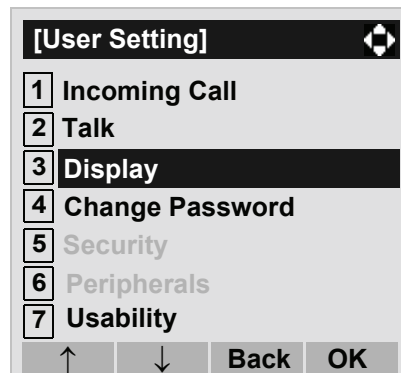 [User Setting]
1 Incoming Call
2 Talk
3 Display
4 Change Password
5 Security
6 Peripherals
7 Usability
↑ ↓ Back OK